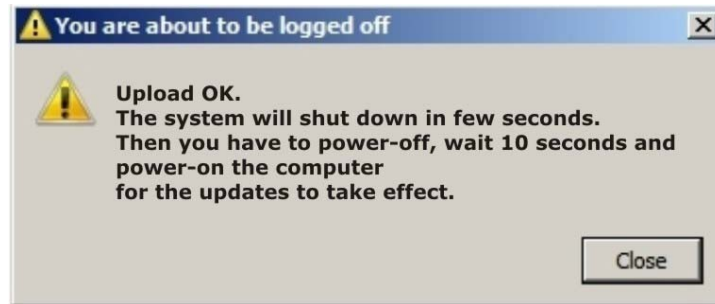 You are about to be logged off
Upload OK.
The system will shut down in few seconds.
Then you have to power-off, wait 10 seconds and
power-on the computer
for the updates to take effect.
Close